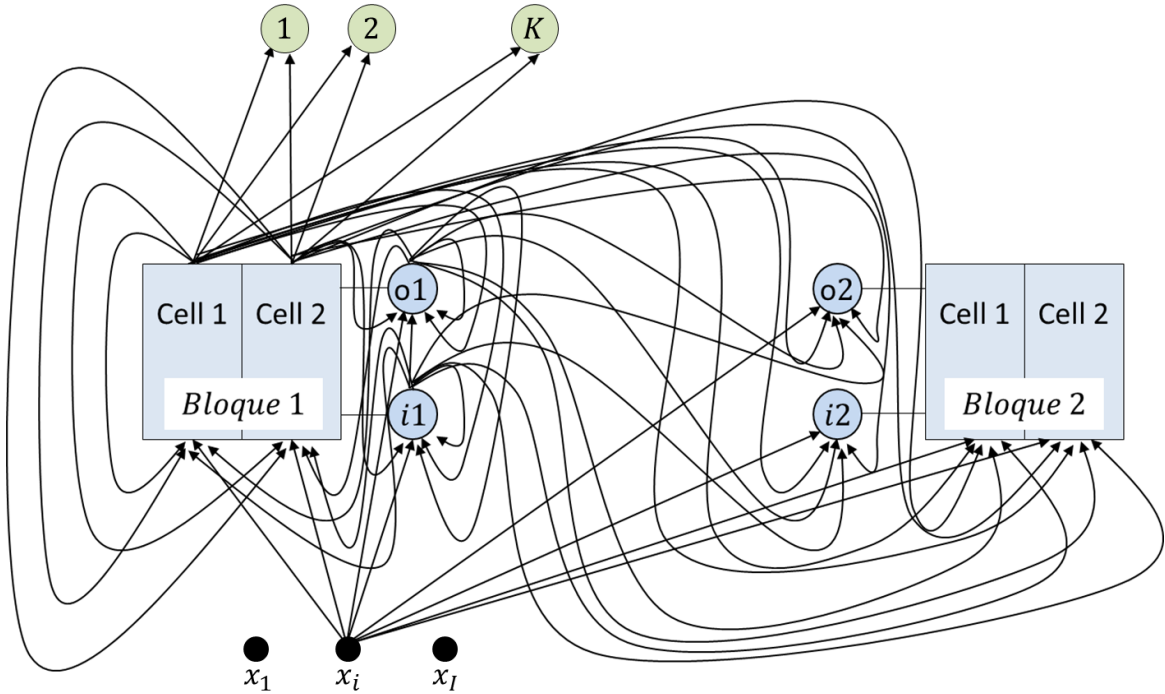 1 2 K
o1 o2
Cell 1 Cell 2 Cell 1 Cell 2
Bloque 1 i1 i2 Bloque 2
x₁ xᵢ x_I